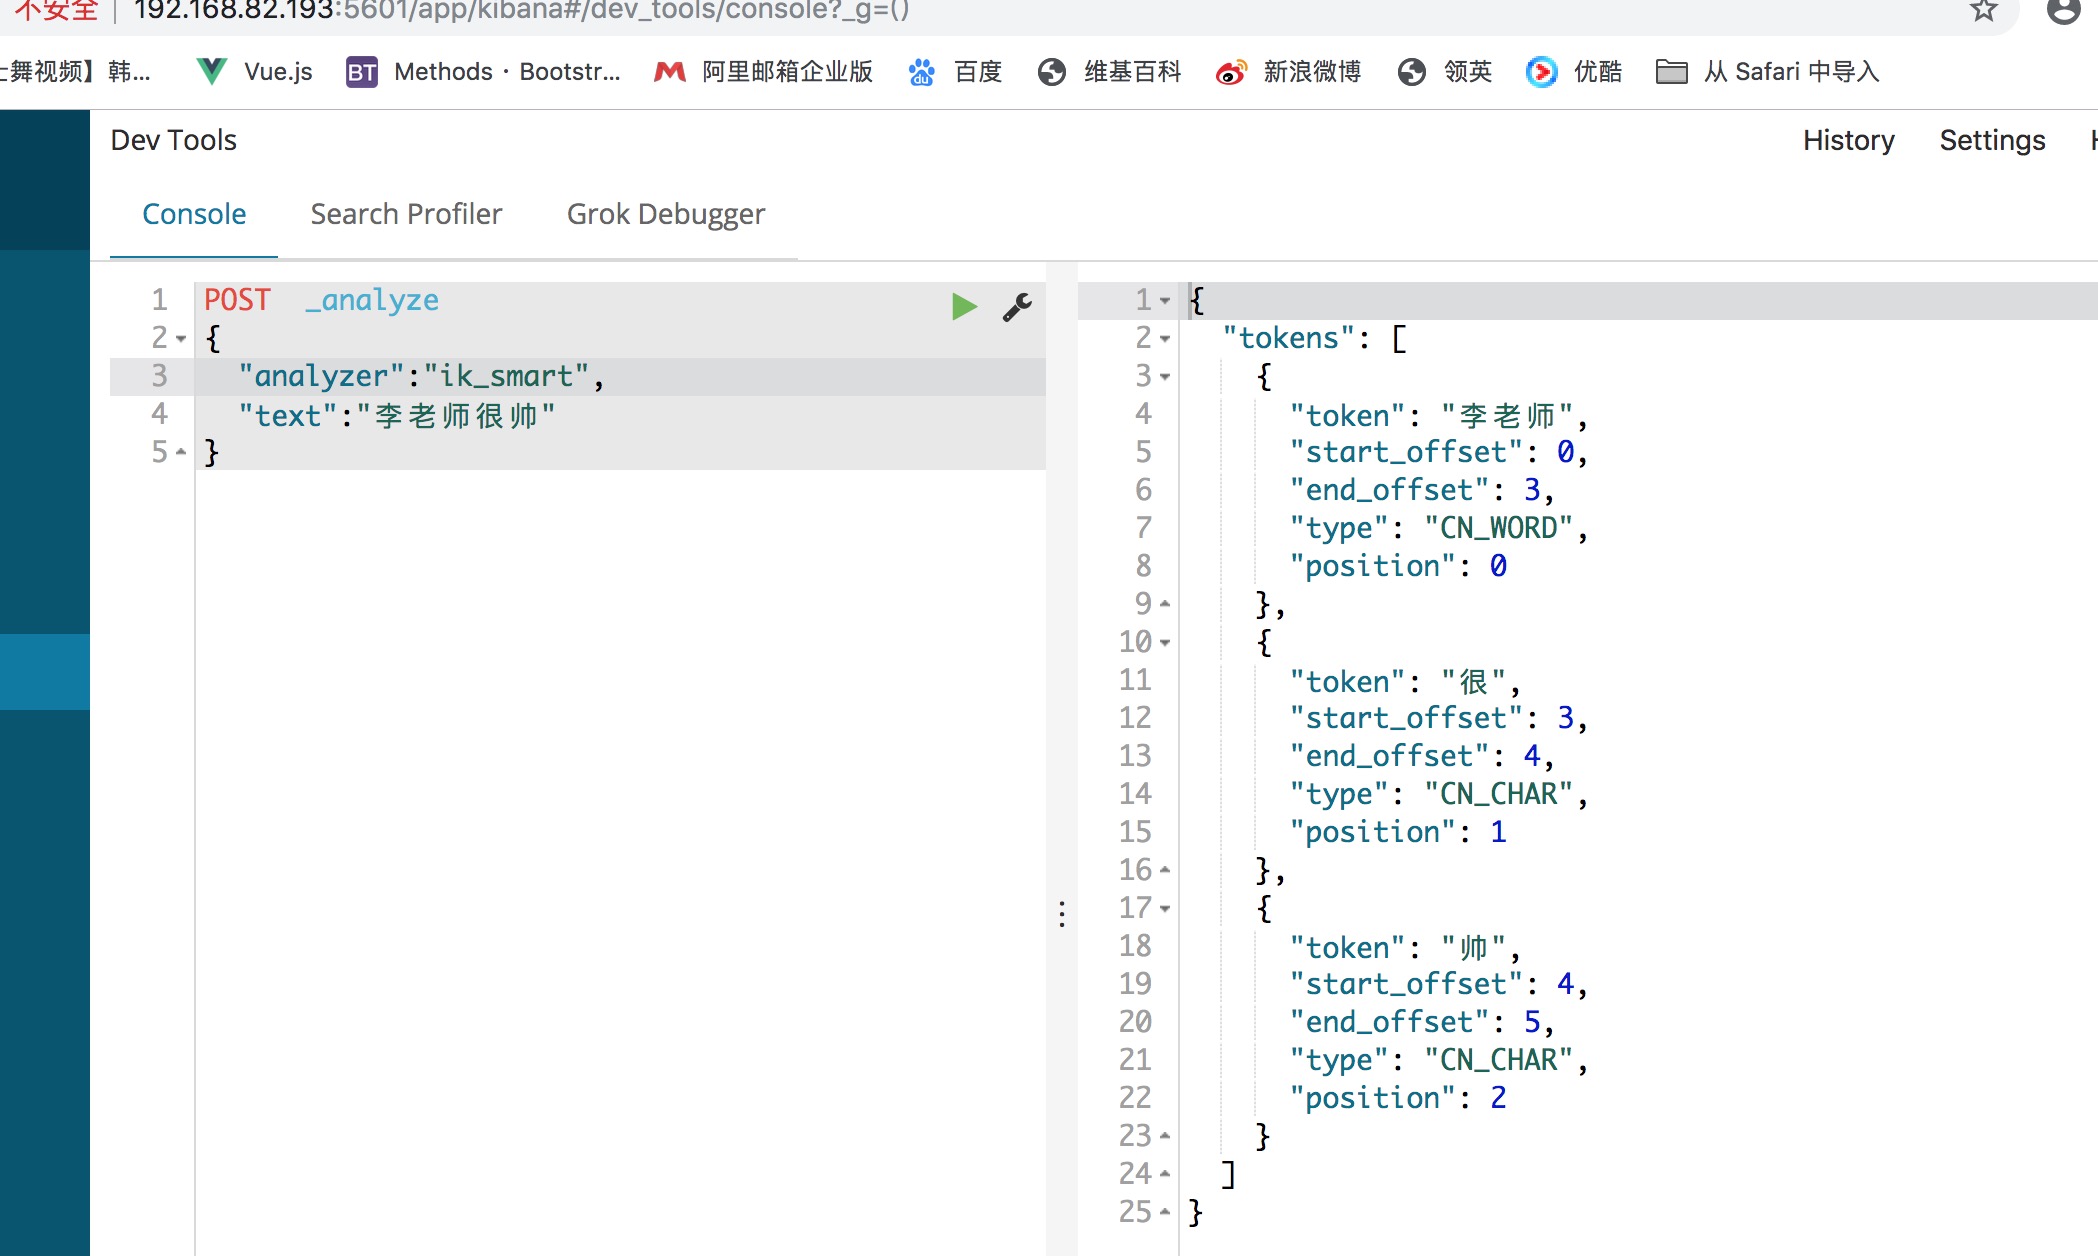 不安全 | 192.168.82.193:5601/app/kibana#/dev_tools/console?_g=()
士舞视频】韩... Vue.js BT Methods · Bootstr... 阿里邮箱企业版 百度 维基百科 新浪微博 领英 优酷 从 Safari 中导入
Dev Tools History Settings
Console Search Profiler Grok Debugger
1 POST _analyze
2 {
3 "analyzer":"ik_smart",
4 "text":"李老师很帅"
5 }
1 {
2 "tokens": [
3 {
4 "token": "李老师",
5 "start_offset": 0,
6 "end_offset": 3,
7 "type": "CN_WORD",
8 "position": 0
9 },
10 {
11 "token": "很",
12 "start_offset": 3,
13 "end_offset": 4,
14 "type": "CN_CHAR",
15 "position": 1
16 },
17 {
18 "token": "帅",
19 "start_offset": 4,
20 "end_offset": 5,
21 "type": "CN_CHAR",
22 "position": 2
23 }
24 ]
25 }